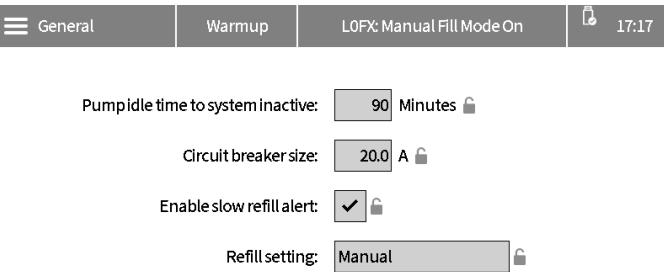 General Warmup L0FX: Manual Fill Mode On 17:17
Pump idle time to system inactive: 90 Minutes
Circuit breaker size: 20.0 A
Enable slow refill alert:
Refill setting: Manual